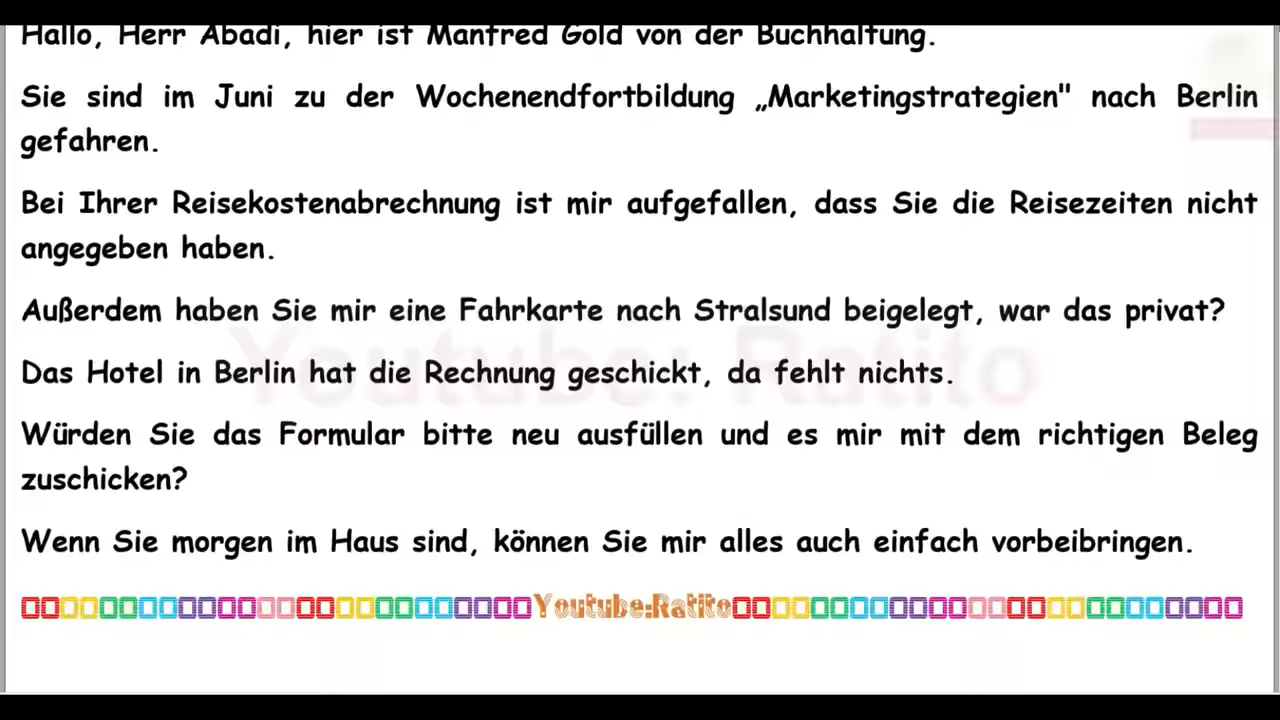 Hallo, Herr Abadi, hier ist Manfred Gold von der Buchhaltung.
Sie sind im Juni zu der Wochenendfortbildung „Marketingstrategien" nach Berlin
gefahren.
Bei Ihrer Reisekostenabrechnung ist mir aufgefallen, dass Sie die Reisezeiten nicht
angegeben haben.
Außerdem haben Sie mir eine Fahrkarte nach Stralsund beigelegt, war das privat?
Youtube: Ratito
Das Hotel in Berlin hat die Rechnung geschickt, da fehlt nichts.
Würden Sie das Formular bitte neu ausfüllen und es mir mit dem richtigen Beleg
zuschicken?
Wenn Sie morgen im Haus sind, können Sie mir alles auch einfach vorbeibringen.
Youtube:Ratito